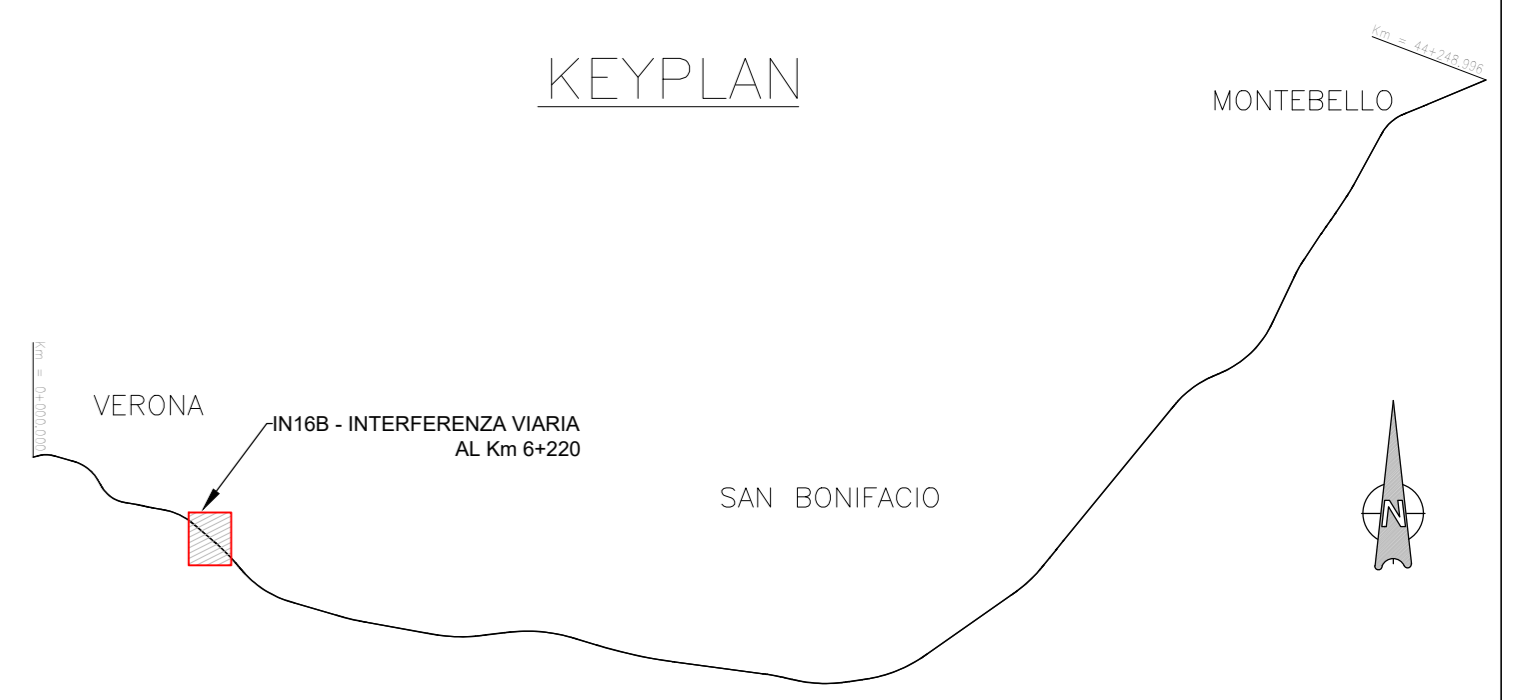 Km = 44+248.996
KEYPLAN
MONTEBELLO
Km = 0+000.000
VERONA
IN16B - INTERFERENZA VIARIA
AL Km 6+220
SAN BONIFACIO
N